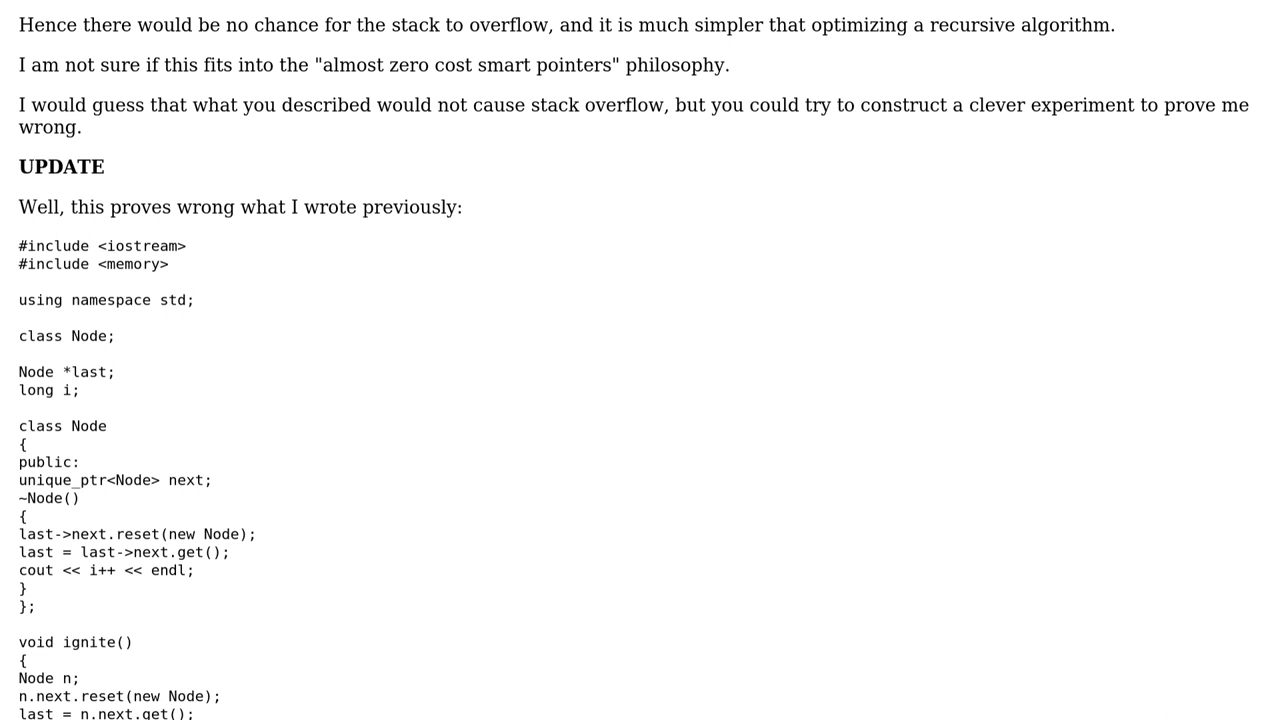 Hence there would be no chance for the stack to overflow, and it is much simpler that optimizing a recursive algorithm.
I am not sure if this fits into the "almost zero cost smart pointers" philosophy.
I would guess that what you described would not cause stack overflow, but you could try to construct a clever experiment to prove me
wrong.
UPDATE
Well, this proves wrong what I wrote previously:
#include <iostream>
#include <memory>
using namespace std;
class Node;
Node *last;
long i;
class Node
{
public:
unique_ptr<Node> next;
~Node()
{
last->next.reset(new Node);
last = last->next.get();
cout << i++ << endl;
}
};
void ignite()
{
Node n;
n.next.reset(new Node);
last = n.next.get();